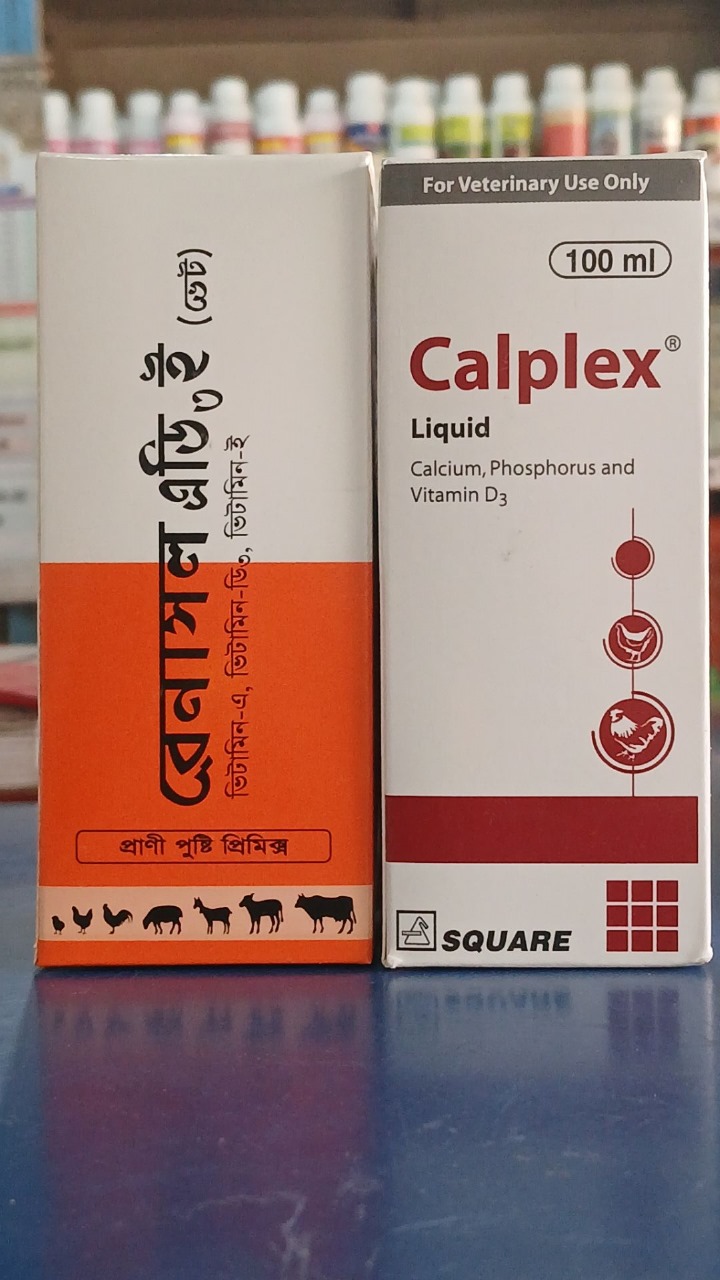 রেনাসল এডি৩ই (ভেট)
ভিটামিন-এ, ভিটামিন-ডি৩, ভিটামিন-ই
প্রাণী পুষ্টি প্রিমিক্স
For Veterinary Use Only
100 ml
Calplex®
Liquid
Calcium, Phosphorus and
Vitamin D3
SQUARE